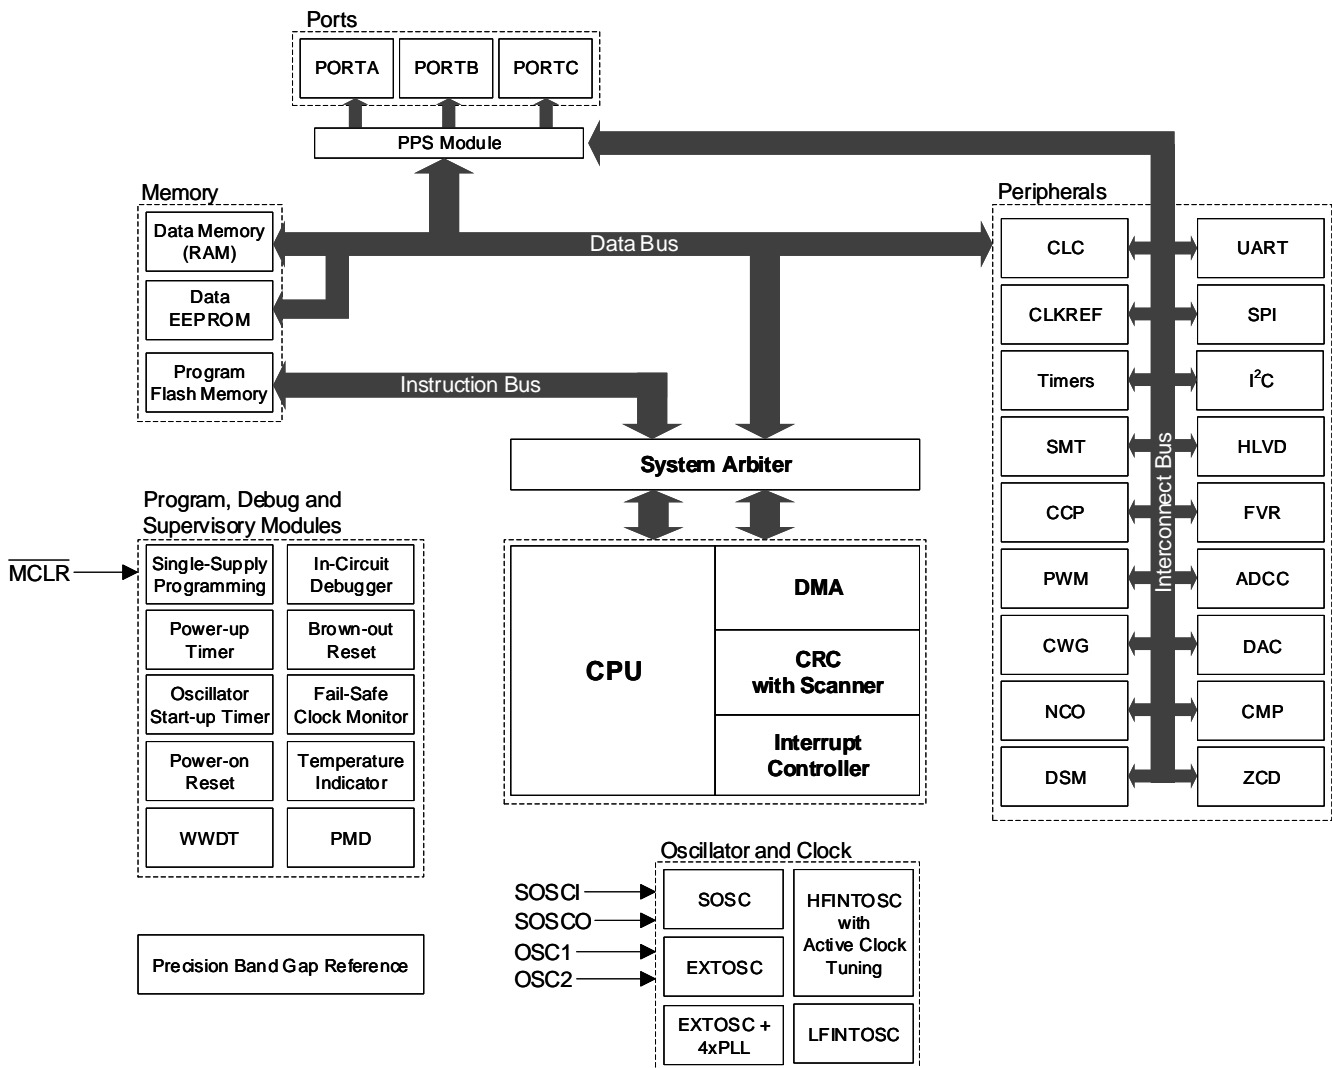 Ports
PORTA
PORTB
PORTC
PPS Module
Memory
Data Memory
(RAM)
Data
EEPROM
Program
Flash Memory
Data Bus
Instruction Bus
System Arbiter
Peripherals
CLC
UART
CLKREF
SPI
Timers
I²C
SMT
HLVD
CCP
FVR
PWM
ADCC
CWG
DAC
NCO
CMP
DSM
ZCD
Interconnect Bus
Program, Debug and
Supervisory Modules
MCLR
Single-Supply
Programming
In-Circuit
Debugger
Power-up
Timer
Brown-out
Reset
Oscillator
Start-up Timer
Fail-Safe
Clock Monitor
Power-on
Reset
Temperature
Indicator
WWDT
PMD
CPU
DMA
CRC
with Scanner
Interrupt
Controller
Precision Band Gap Reference
Oscillator and Clock
SOSCI
SOSCO
OSC1
OSC2
SOSC
EXTOSC
EXTOSC +
4xPLL
HFINTOSC
with
Active Clock
Tuning
LFINTOSC